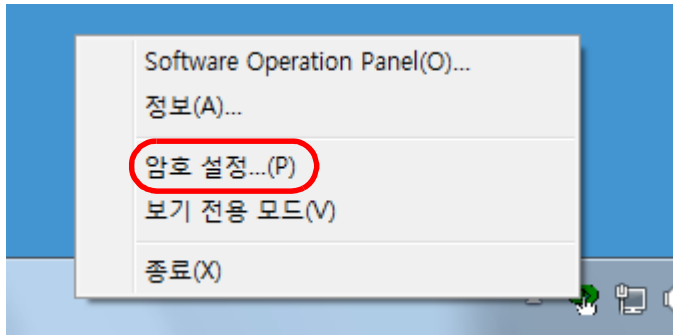 Software Operation Panel(O)...
정보(A)...
암호 설정...(P)
보기 전용 모드(V)
종료(X)